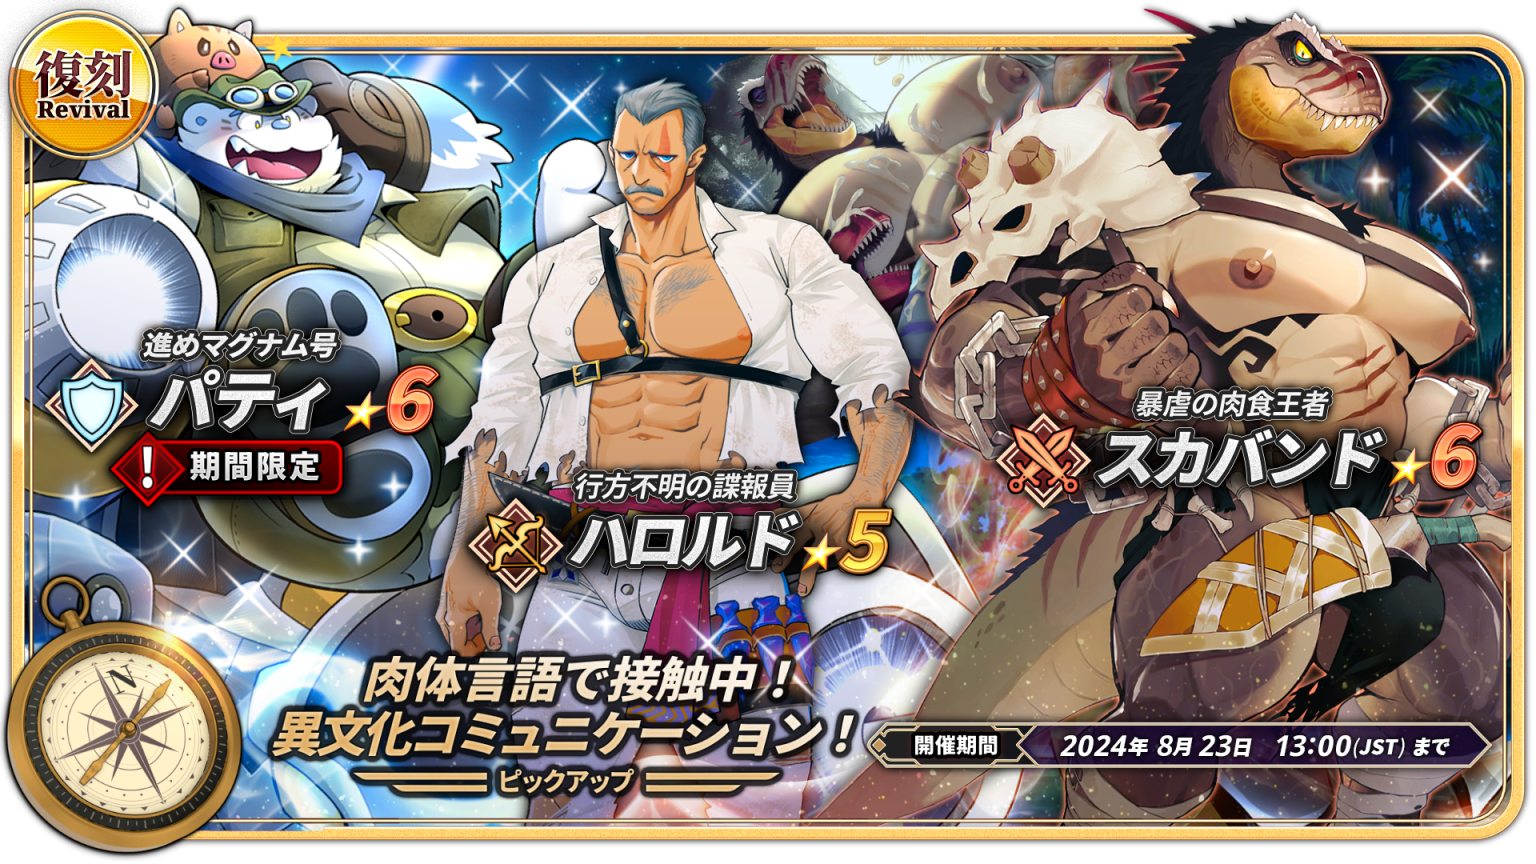 復刻
Revival
進めマグナム号
パティ ★6
! 期間限定
行方不明の諜報員
ハロルド ★5
暴虐の肉食王者
スカバンド ★6
N
肉体言語で接触中！
異文化コミュニケーション！
ピックアップ
開催期間 2024年 8月 23日 13:00(JST) まで